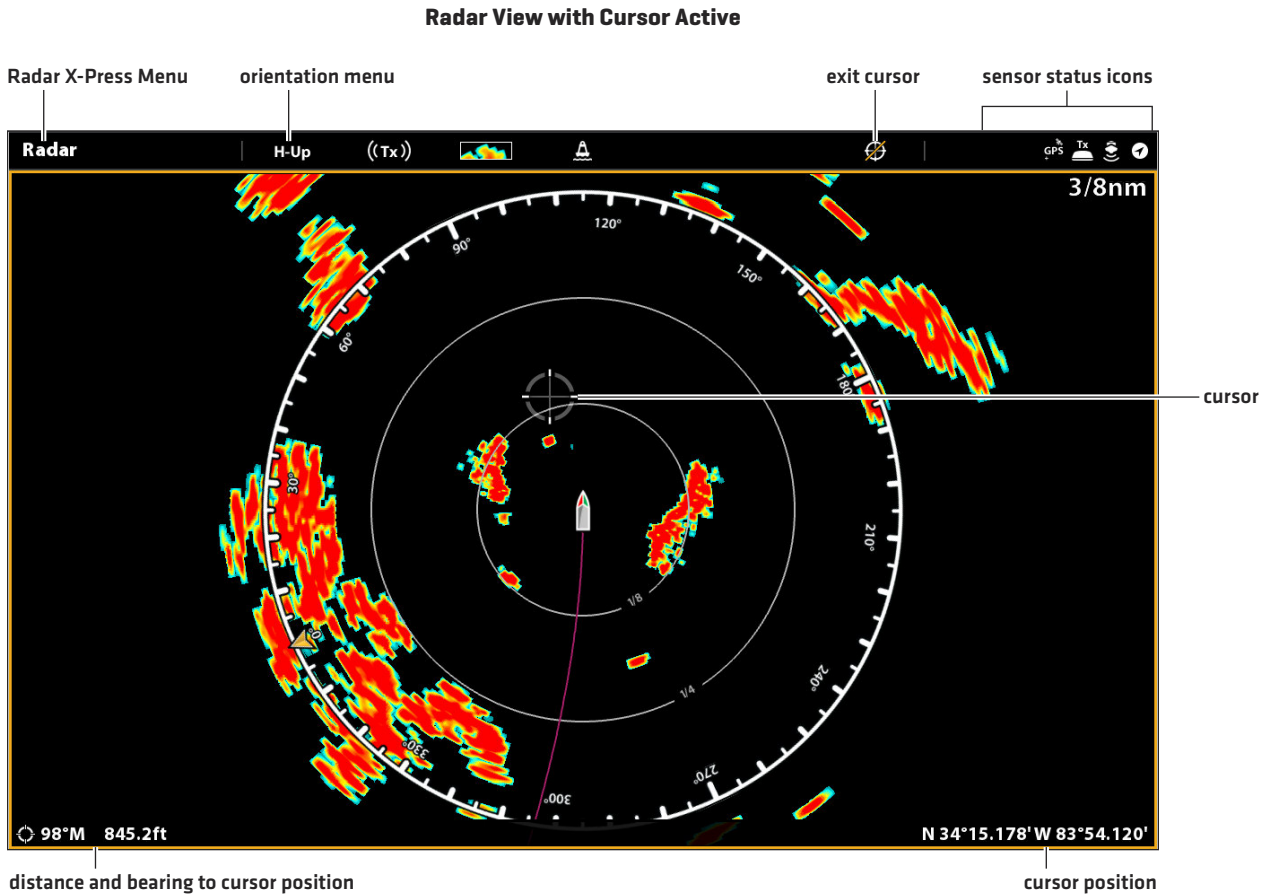 Radar View with Cursor Active
Radar X-Press Menu
orientation menu
exit cursor
sensor status icons
Radar
H-Up
((Tx))
GPS
Tx
3/8nm
120°
90°
150°
60°
180
cursor
30°
210°
1/8
0°
240°
1/4
330°
270°
300°
98°M 845.2ft
N 34°15.178' W 83°54.120'
distance and bearing to cursor position
cursor position